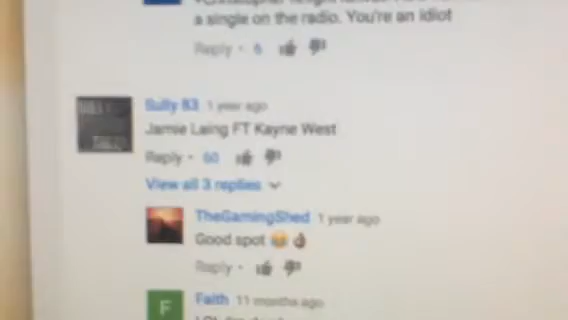 a single on the radio. You're an idiot
Reply • 6
Sully 83 1 year ago
Jamie Laing FT Kayne West
Reply • 60
View all 3 replies
TheGamingShed 1 year ago
Good spot 😂👌
Reply •
F Faith 11 months ago